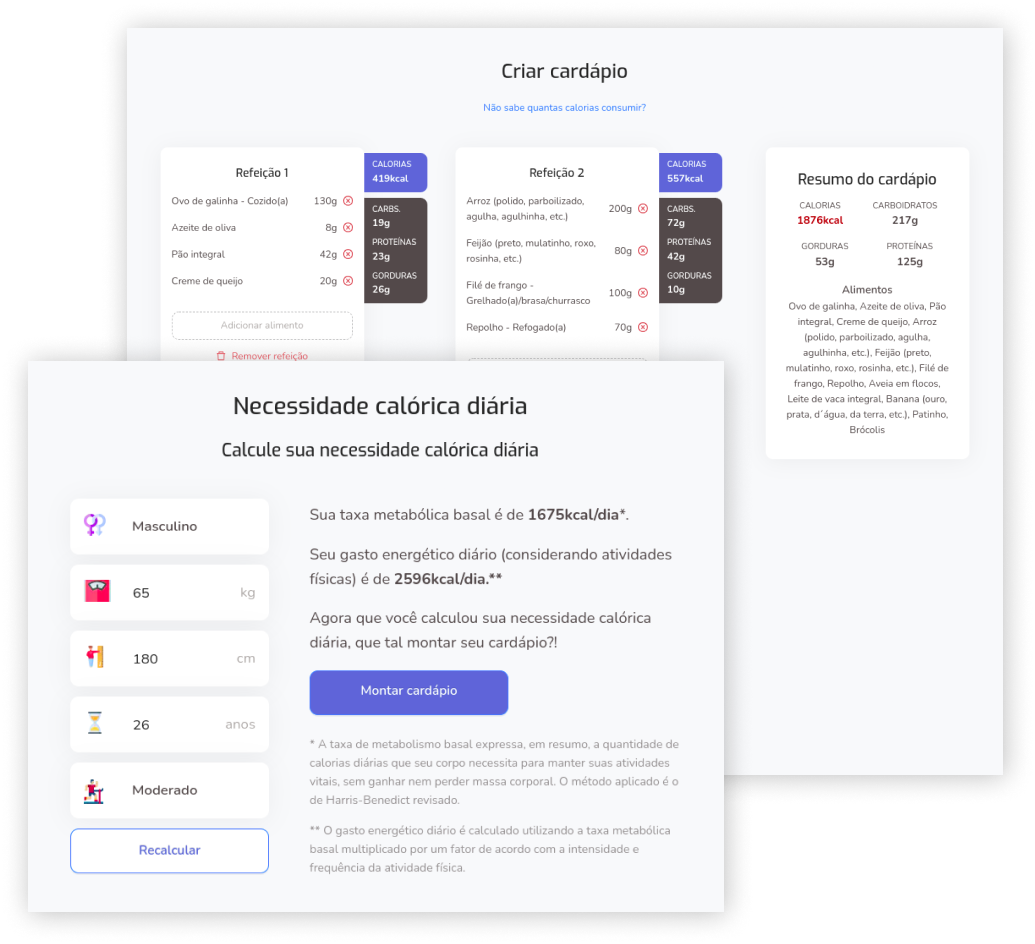 Criar cardápio
Não sabe quantas calorias consumir?
Refeição 1
Ovo de galinha - Cozido(a) 130g
Azeite de oliva 8g
Pão integral 42g
Creme de queijo 20g
Adicionar alimento
Remover refeição
CALORIAS
419kcal
CARBS.
19g
PROTEÍNAS
23g
GORDURAS
26g
Refeição 2
Arroz (polido, parboilizado,
agulha, agulhinha, etc.) 200g
Feijão (preto, mulatinho, roxo,
rosinha, etc.) 80g
Filé de frango -
Grelhado(a)/brasa/churrasco 100g
Repolho - Refogado(a) 70g
CALORIAS
557kcal
CARBS.
72g
PROTEÍNAS
42g
GORDURAS
10g
Resumo do cardápio
CALORIAS CARBOIDRATOS
1876kcal 217g
GORDURAS PROTEÍNAS
53g 125g
Alimentos
Ovo de galinha, Azeite de oliva, Pão
integral, Creme de queijo, Arroz
(polido, parboilizado, agulha,
agulhinha, etc.), Feijão (preto,
mulatinho, roxo, rosinha, etc.), Filé de
frango, Repolho, Aveia em flocos,
Leite de vaca integral, Banana (ouro,
prata, d´água, da terra, etc.), Patinho,
Brócolis
Necessidade calórica diária
Calcule sua necessidade calórica diária
Masculino
65 kg
180 cm
26 anos
Moderado
Recalcular
Sua taxa metabólica basal é de 1675kcal/dia*.
Seu gasto energético diário (considerando atividades
físicas) é de 2596kcal/dia.**
Agora que você calculou sua necessidade calórica
diária, que tal montar seu cardápio?!
Montar cardápio
* A taxa de metabolismo basal expressa, em resumo, a quantidade de
calorias diárias que seu corpo necessita para manter suas atividades
vitais, sem ganhar nem perder massa corporal. O método aplicado é o
de Harris-Benedict revisado.
** O gasto energético diário é calculado utilizando a taxa metabólica
basal multiplicado por um fator de acordo com a intensidade e
frequência da atividade física.